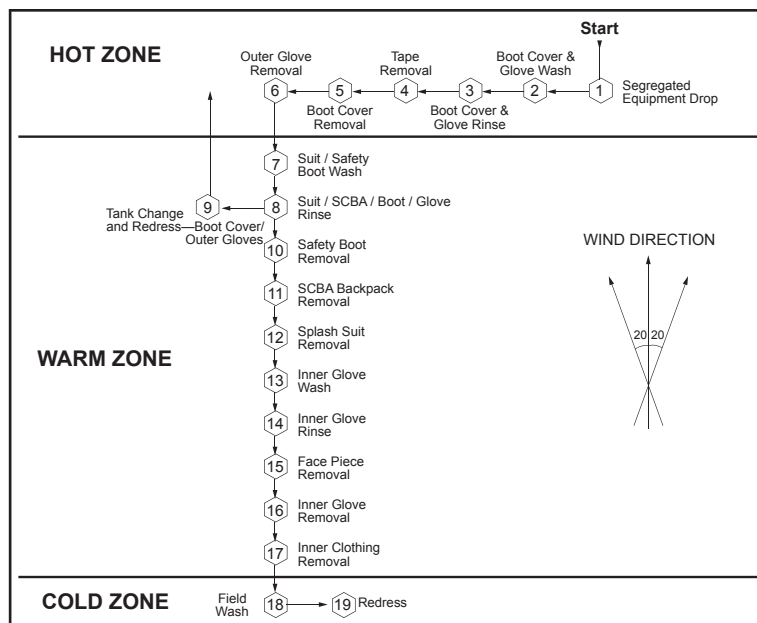 HOT ZONE
Start
1
Segregated
Equipment Drop
Boot Cover &
Glove Wash
2
3
Boot Cover &
Glove Rinse
Tape
Removal
4
5
Boot Cover
Removal
Outer Glove
Removal
6
WARM ZONE
7
Suit / Safety
Boot Wash
8
Suit / SCBA / Boot / Glove
Rinse
9
Tank Change
and Redress—Boot Cover/
Outer Gloves
10
Safety Boot
Removal
11
SCBA Backpack
Removal
12
Splash Suit
Removal
13
Inner Glove
Wash
14
Inner Glove
Rinse
15
Face Piece
Removal
16
Inner Glove
Removal
17
Inner Clothing
Removal
WIND DIRECTION
20 20
COLD ZONE
Field
Wash
18
19
Redress